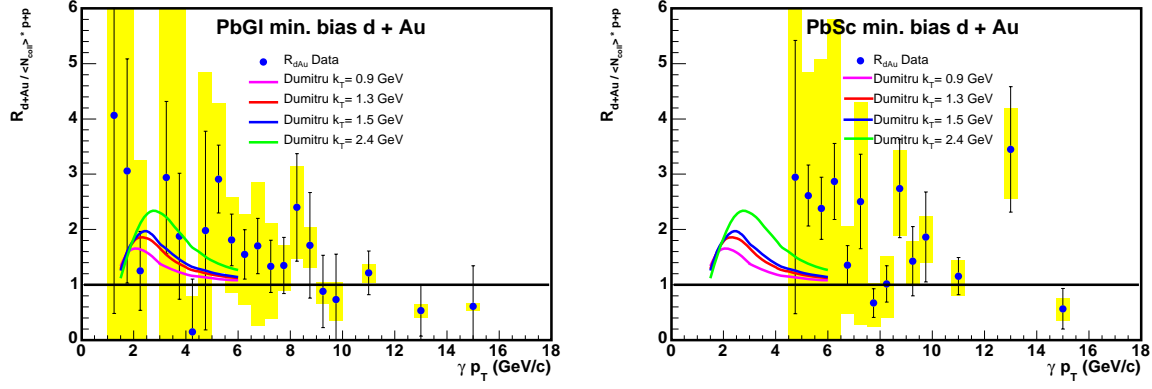 PbGl min. bias d + Au
R_dAu Data
Dumitru k_T= 0.9 GeV
Dumitru k_T= 1.3 GeV
Dumitru k_T= 1.5 GeV
Dumitru k_T= 2.4 GeV
R_d+Au / <N_coll> * p+p
6
5
4
3
2
1
0
0 2 4 6 8 10 12 14 16 18
γ p_T (GeV/c)
PbSc min. bias d + Au
R_dAu Data
Dumitru k_T= 0.9 GeV
Dumitru k_T= 1.3 GeV
Dumitru k_T= 1.5 GeV
Dumitru k_T= 2.4 GeV
R_d+Au / <N_coll> * p+p
6
5
4
3
2
1
0
0 2 4 6 8 10 12 14 16 18
γ p_T (GeV/c)